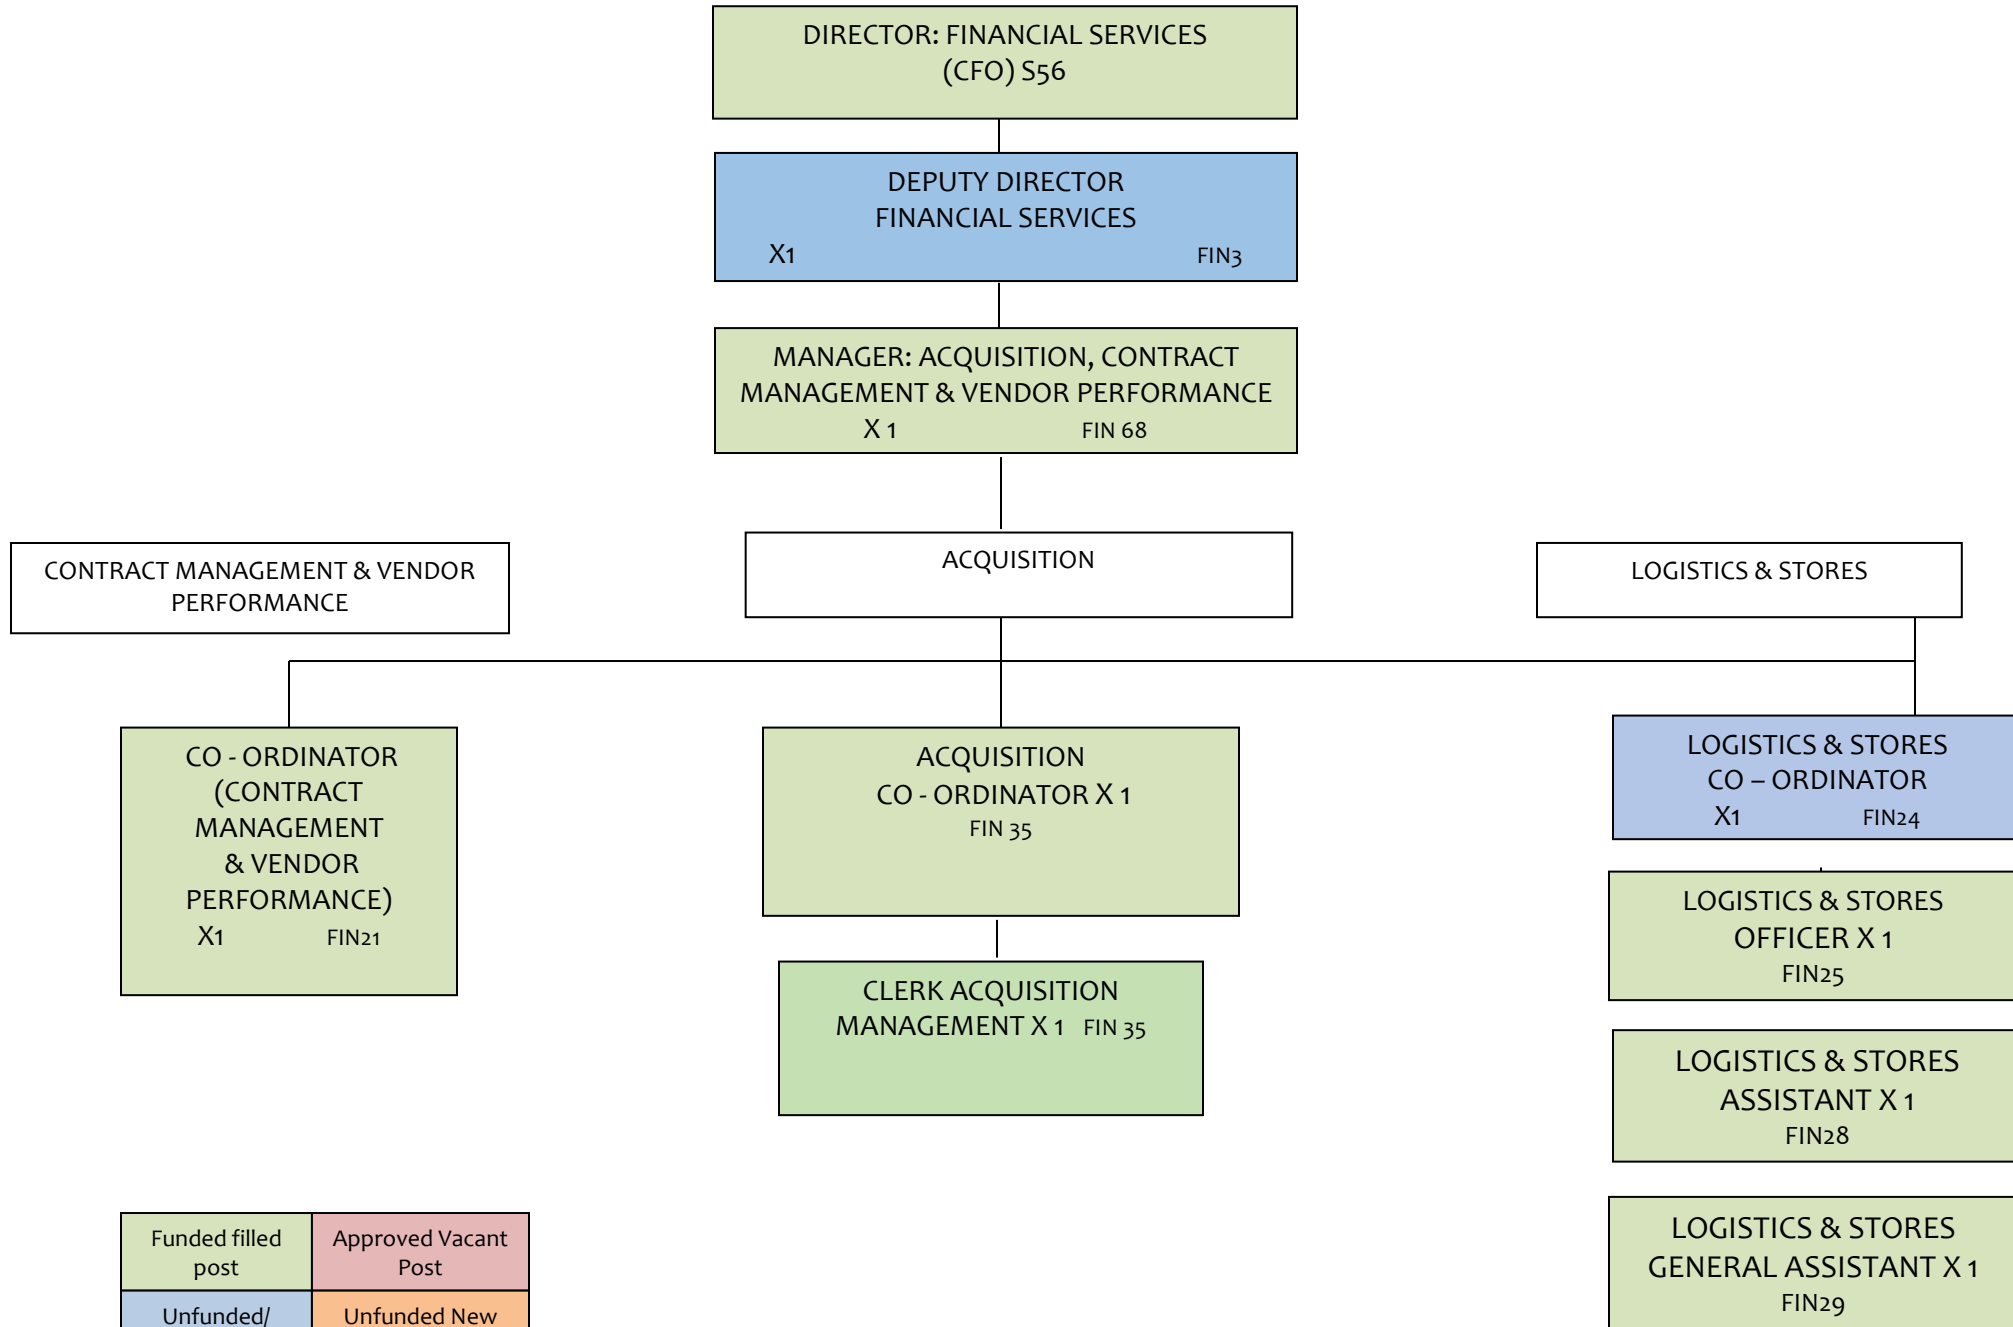 DIRECTOR: FINANCIAL SERVICES
(CFO) S56
DEPUTY DIRECTOR
FINANCIAL SERVICES
X1 FIN3
MANAGER: ACQUISITION, CONTRACT
MANAGEMENT & VENDOR PERFORMANCE
X 1 FIN 68
CONTRACT MANAGEMENT & VENDOR
PERFORMANCE
ACQUISITION
LOGISTICS & STORES
CO - ORDINATOR
(CONTRACT
MANAGEMENT
& VENDOR
PERFORMANCE)
X1 FIN21
ACQUISITION
CO - ORDINATOR X 1
FIN 35
CLERK ACQUISITION
MANAGEMENT X 1 FIN 35
LOGISTICS & STORES
CO – ORDINATOR
X1 FIN24
LOGISTICS & STORES
OFFICER X 1
FIN25
LOGISTICS & STORES
ASSISTANT X 1
FIN28
LOGISTICS & STORES
GENERAL ASSISTANT X 1
FIN29
Funded filled
post
Approved Vacant
Post
Unfunded/
Unfunded New